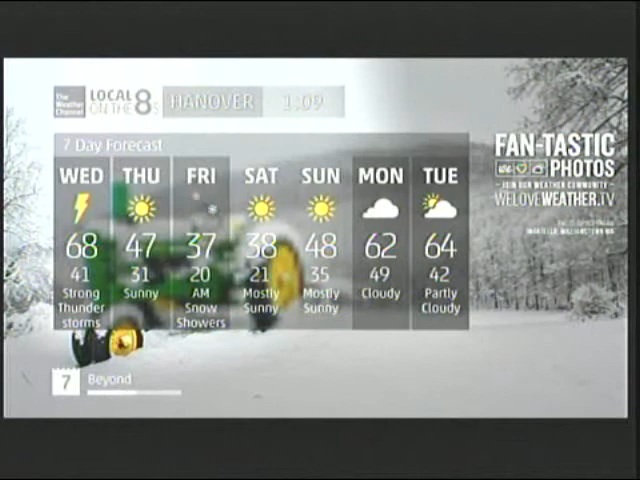 The Weather Channel
LOCAL ON THE 8s
HANOVER 1:09
7 Day Forecast
WED THU FRI SAT SUN MON TUE
68 47 37 38 48 62 64
41 31 20 21 35 49 42
Strong Thunder storms
Sunny
AM Snow Showers
Mostly Sunny
Mostly Sunny
Cloudy
Partly Cloudy
7 Beyond
FAN-TASTIC
PHOTOS
JOIN OUR WEATHER COMMUNITY
WELOVEWEATHER.TV